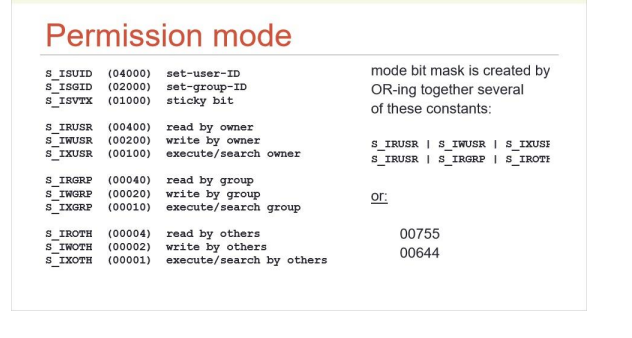 Permission mode
S_ISUID (04000) set-user-ID
S_ISGID (02000) set-group-ID
S_ISVTX (01000) sticky bit
S_IRUSR (00400) read by owner
S_IWUSR (00200) write by owner
S_IXUSR (00100) execute/search owner
S_IRGRP (00040) read by group
S_IWGRP (00020) write by group
S_IXGRP (00010) execute/search group
S_IROTH (00004) read by others
S_IWOTH (00002) write by others
S_IXOTH (00001) execute/search by others
mode bit mask is created by
OR-ing together several
of these constants:
S_IRUSR | S_IWUSR | S_IXUSR
S_IRUSR | S_IRGRP | S_IROTH
or:
00755
00644